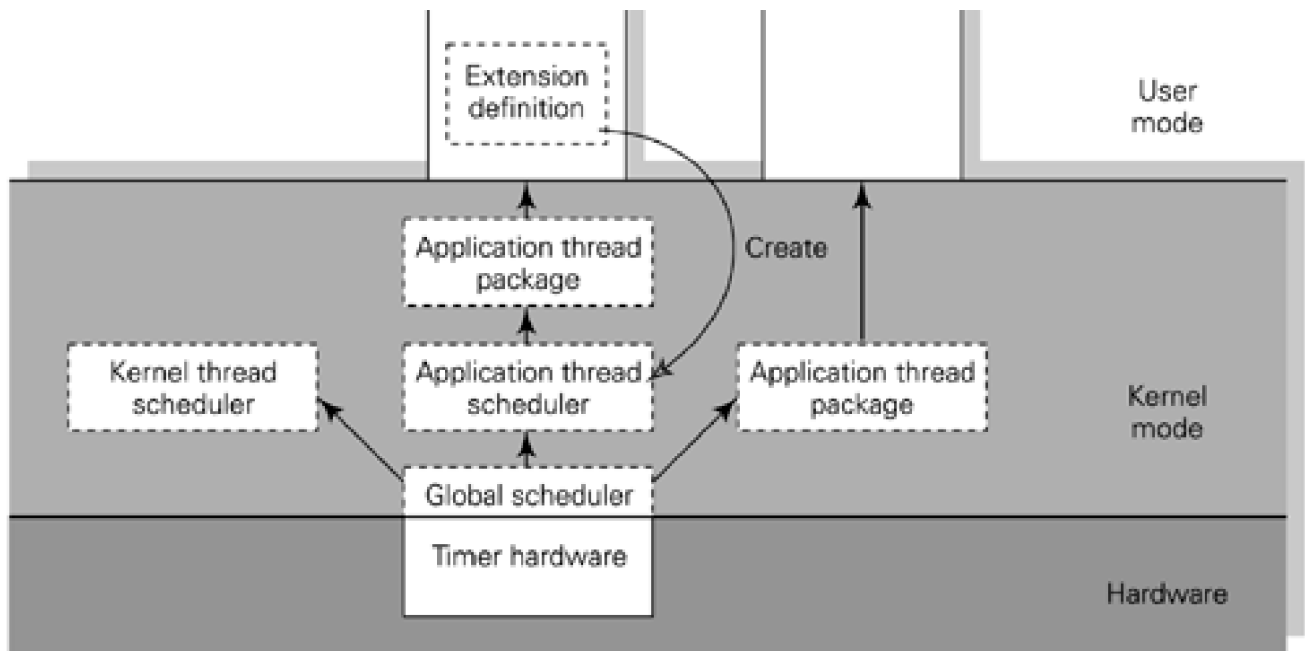 Extension
definition
User
mode
Application thread
package
Create
Kernel thread
scheduler
Application thread
scheduler
Application thread
package
Kernel
mode
Global scheduler
Timer hardware
Hardware